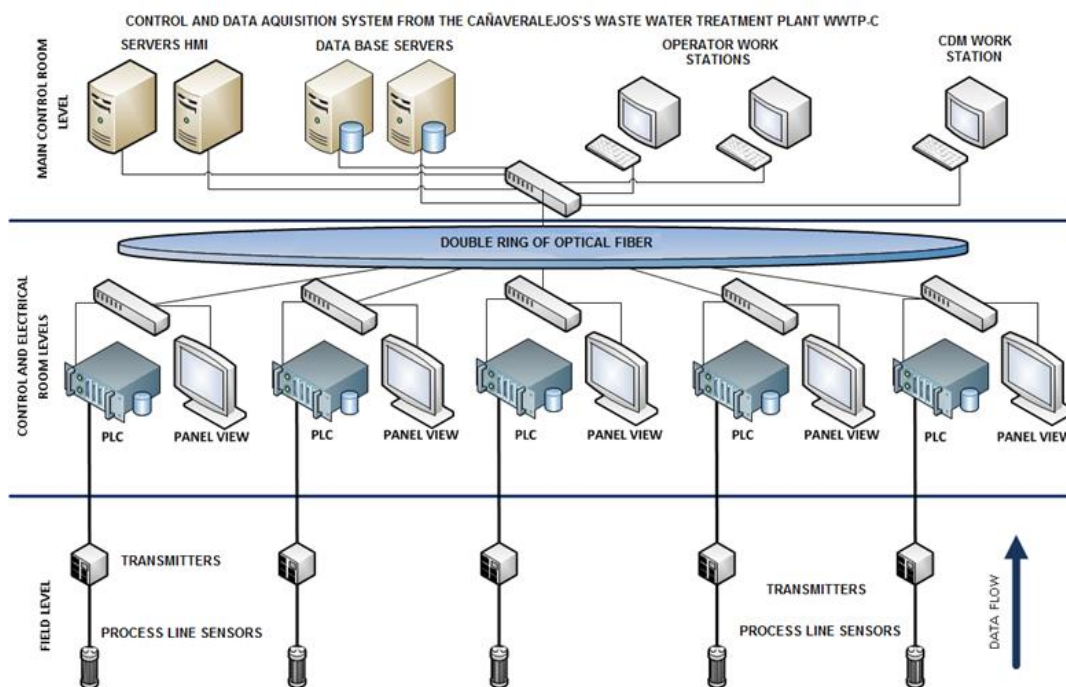 CONTROL AND DATA AQUISITION SYSTEM FROM THE CAÑAVERALEJOS'S WASTE WATER TREATMENT PLANT WWTP-C
SERVERS HMI
DATA BASE SERVERS
OPERATOR WORK
STATIONS
CDM WORK
STATION
MAIN CONTROL ROOM
LEVEL
DOUBLE RING OF OPTICAL FIBER
CONTROL AND ELECTRICAL
ROOM LEVELS
PLC
PANEL VIEW
PLC
PANEL VIEW
PLC
PANEL VIEW
PLC
PANEL VIEW
PLC
PANEL VIEW
FIELD LEVEL
TRANSMITTERS
TRANSMITTERS
PROCESS LINE SENSORS
PROCESS LINE SENSORS
DATA FLOW